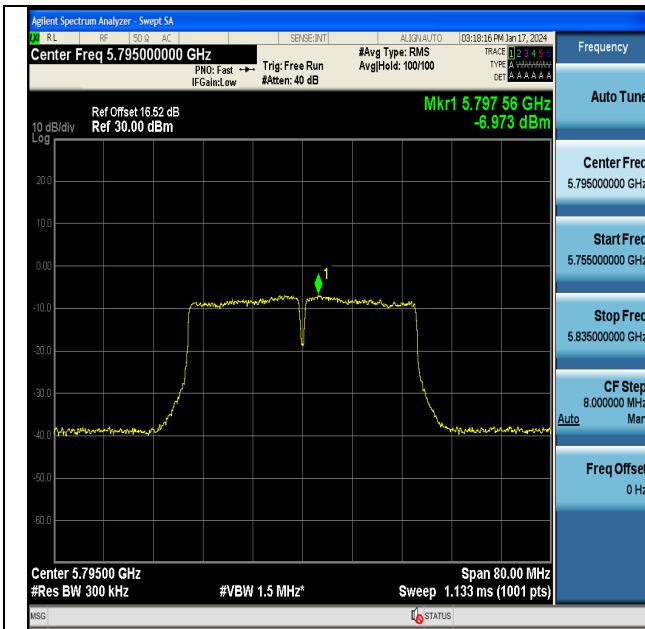 Agilent Spectrum Analyzer - Swept SA
LXI RL RF 50 Ω AC SENSE:INT ALIGN AUTO 03:18:16 PM Jan 17, 2024
Center Freq 5.795000000 GHz
PNO: Fast
IFGain:Low
Trig: Free Run
#Atten: 40 dB
#Avg Type: RMS
Avg|Hold: 100/100
TRACE 1 2 3 4 5 6
TYPE A
DET A A A A A A
Mkr1 5.797 56 GHz
-6.973 dBm
Ref Offset 16.52 dB
Ref 30.00 dBm
10 dB/div
Log
20.0
10.0
0.00
-10.0
-20.0
-30.0
-40.0
-50.0
-60.0
1
Center 5.79500 GHz
Span 80.00 MHz
#Res BW 300 kHz
#VBW 1.5 MHz*
Sweep 1.133 ms (1001 pts)
MSG
STATUS
Frequency
Auto Tune
Center Freq
5.795000000 GHz
Start Freq
5.755000000 GHz
Stop Freq
5.835000000 GHz
CF Step
8.000000 MHz
Auto Man
Freq Offset
0 Hz